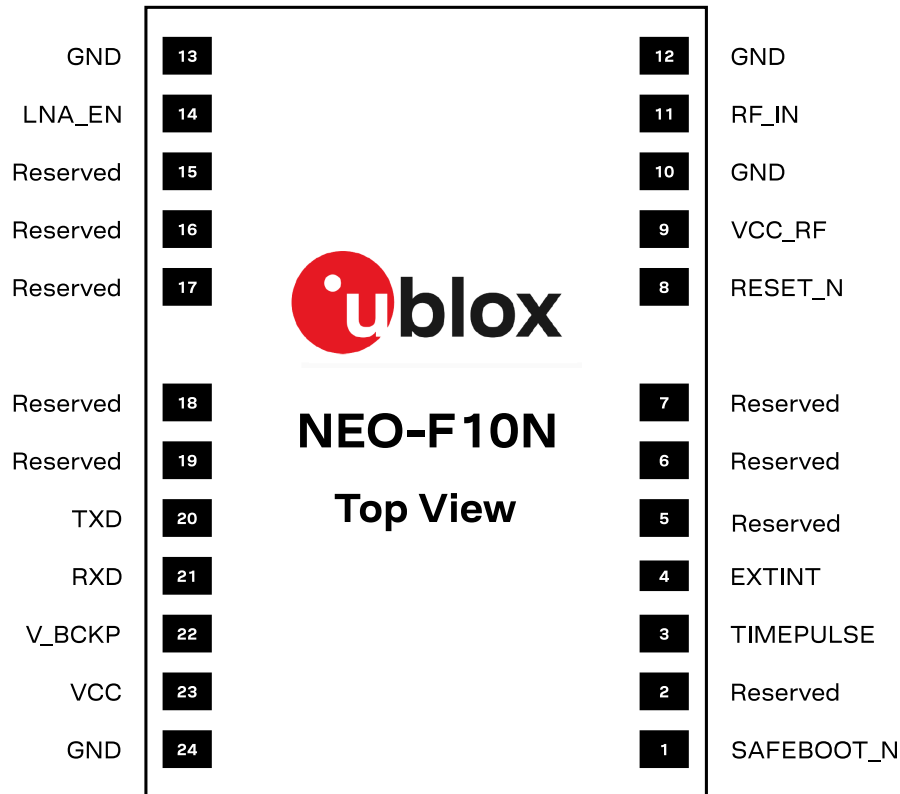 GND 13 12 GND
LNA_EN 14 11 RF_IN
Reserved 15 10 GND
Reserved 16 9 VCC_RF
Reserved 17 8 RESET_N
ublox
Reserved 18 7 Reserved
NEO-F10N
Reserved 19 6 Reserved
TXD 20 Top View 5 Reserved
RXD 21 4 EXTINT
V_BCKP 22 3 TIMEPULSE
VCC 23 2 Reserved
GND 24 1 SAFEBOOT_N